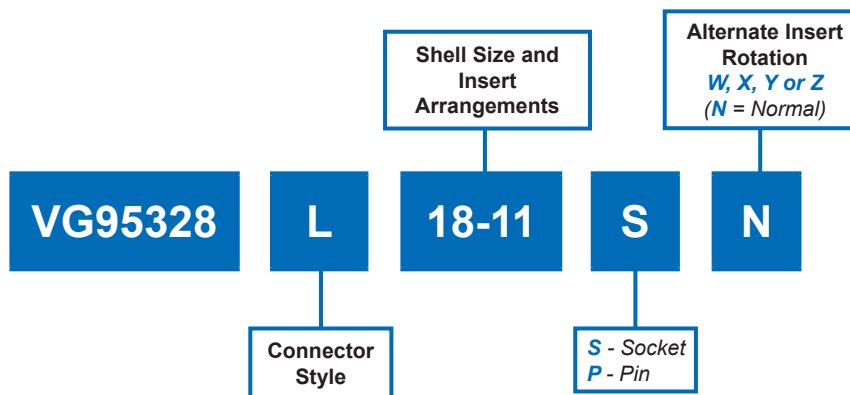 Shell Size and
Insert
Arrangements
Alternate Insert
Rotation
W, X, Y or Z
(N = Normal)
VG95328 L 18-11 S N
Connector
Style
S - Socket
P - Pin